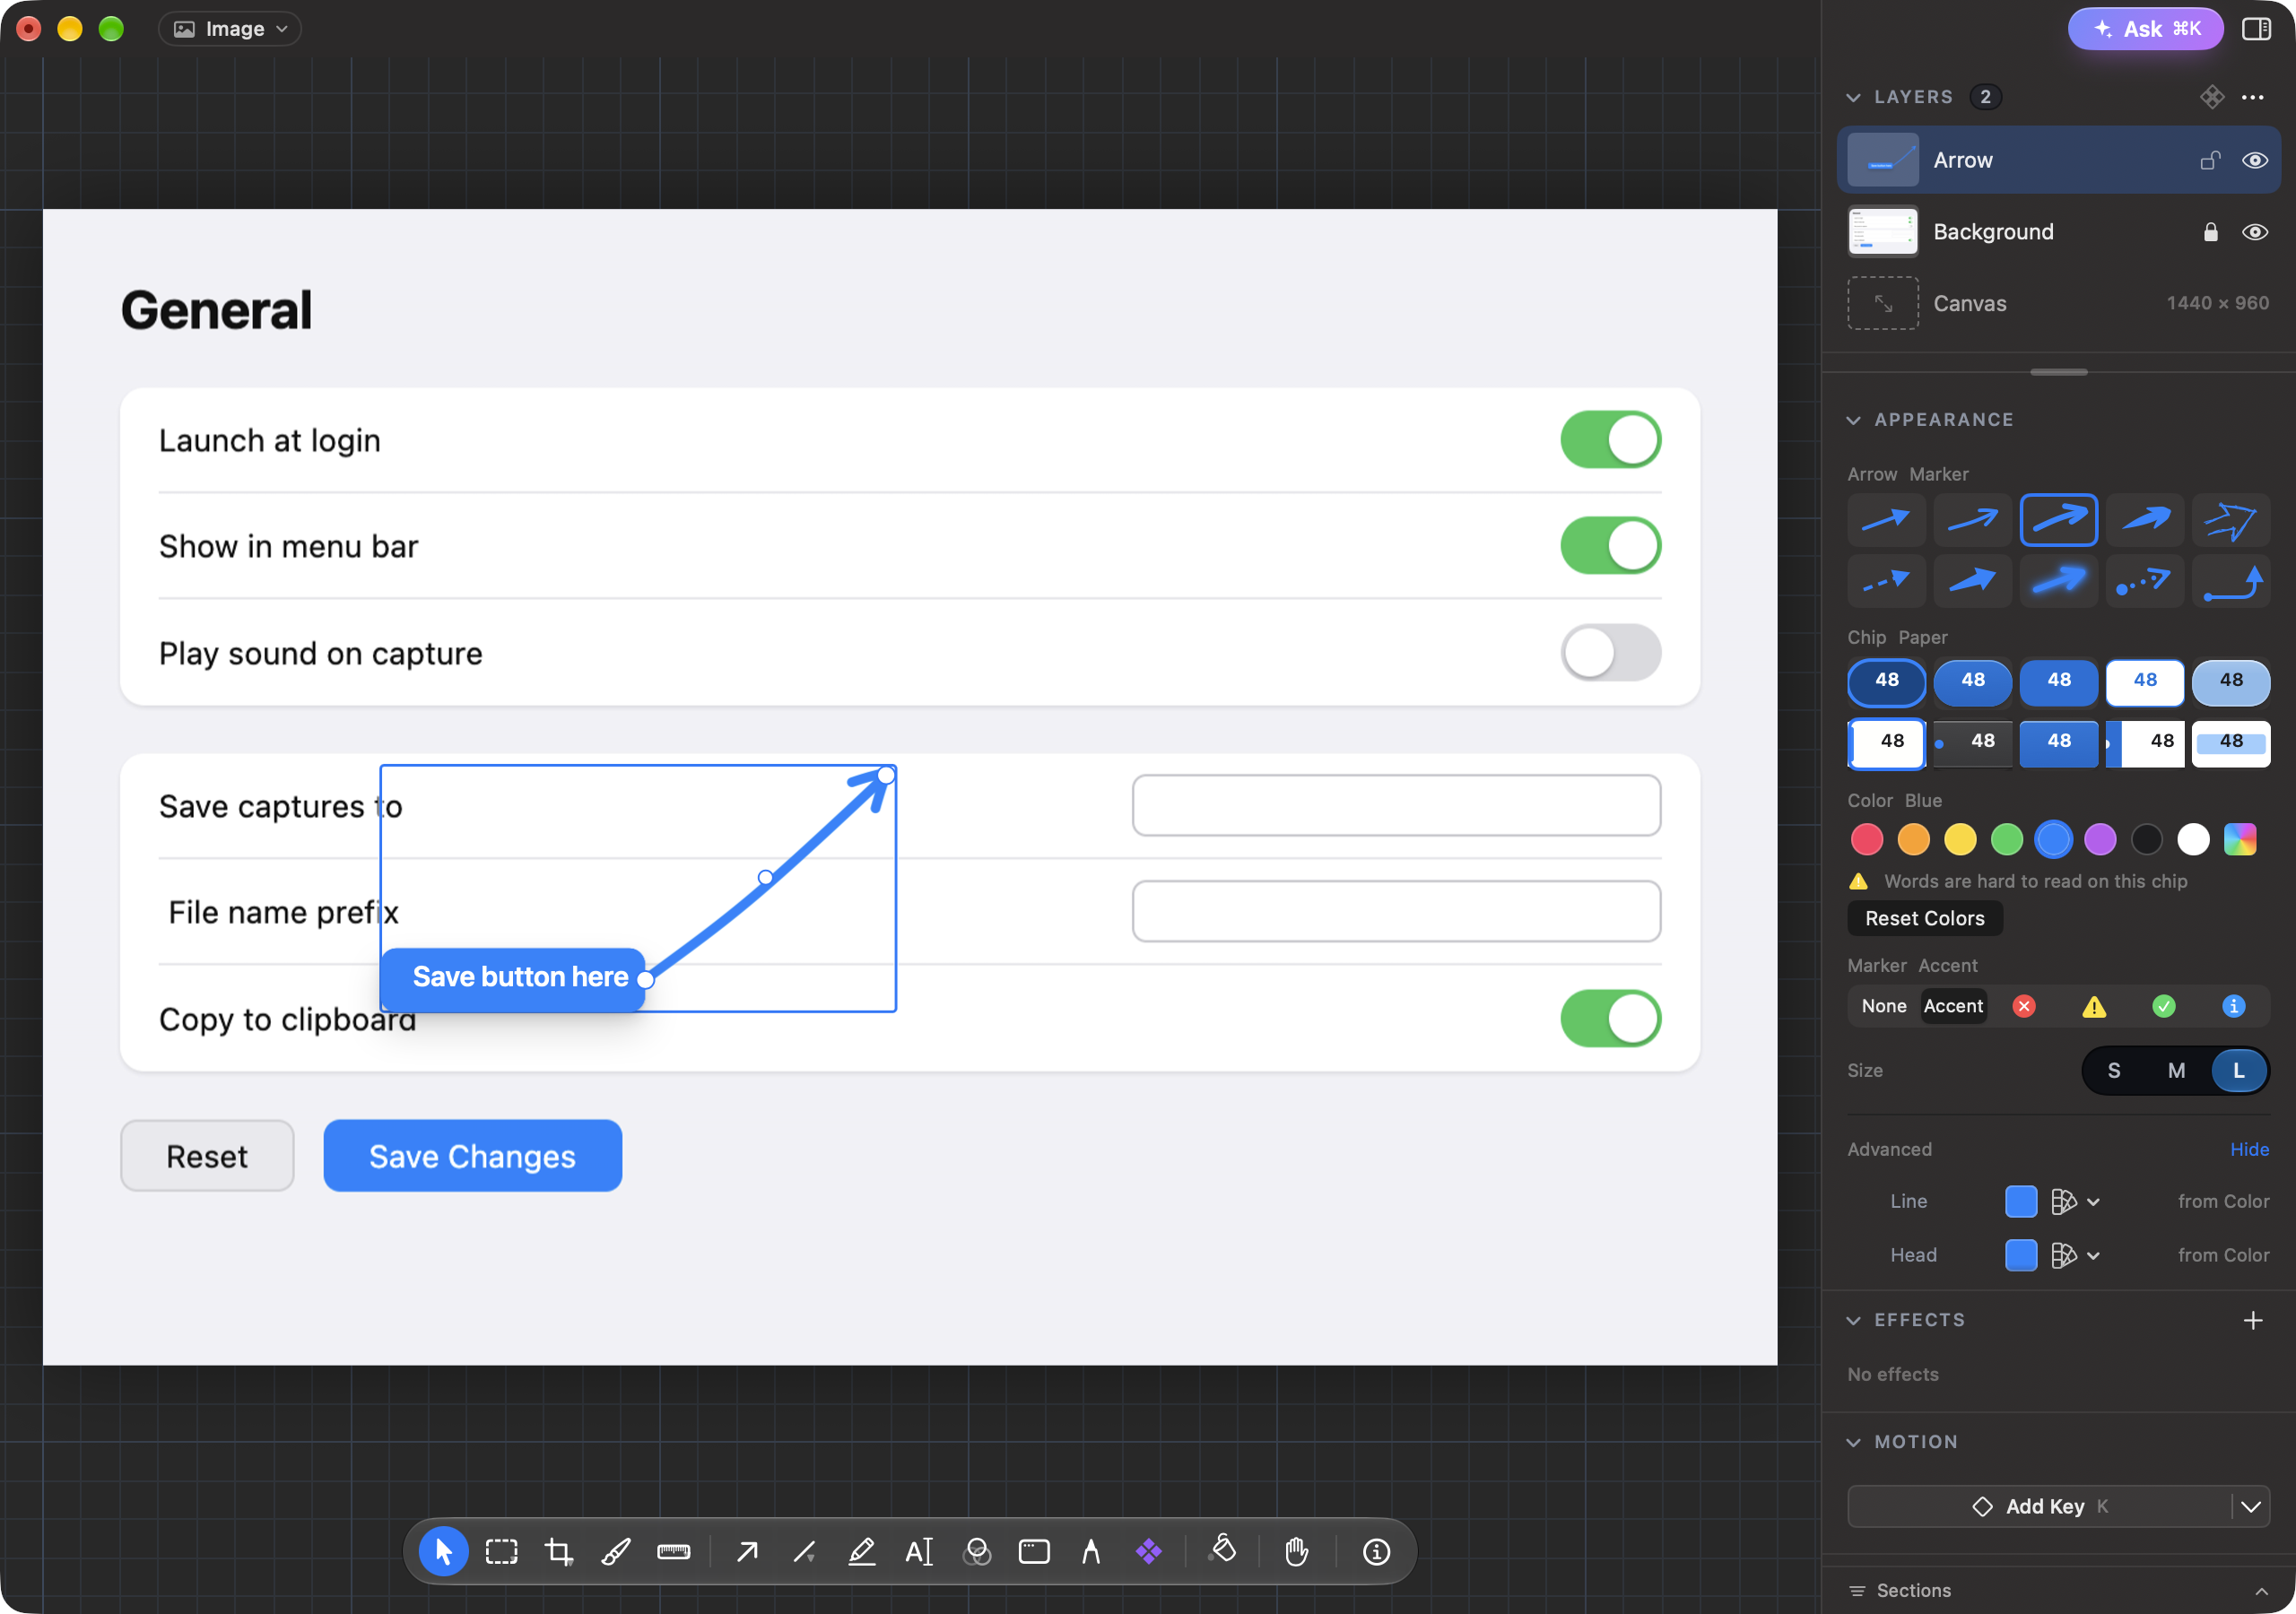 Image
Ask ⌘K
LAYERS 2
Arrow
Background
Canvas 1440 × 960
APPEARANCE
Arrow Marker
Chip Paper
48 48 48 48 48
48 48 48 48 48
Color Blue
Words are hard to read on this chip
Reset Colors
Marker Accent
None Accent
Size S M L
Advanced Hide
Line from Color
Head from Color
EFFECTS
No effects
MOTION
Add Key K
Sections
General
Launch at login
Show in menu bar
Play sound on capture
Save captures to
File name prefix
Save button here
Copy to clipboard
Reset Save Changes